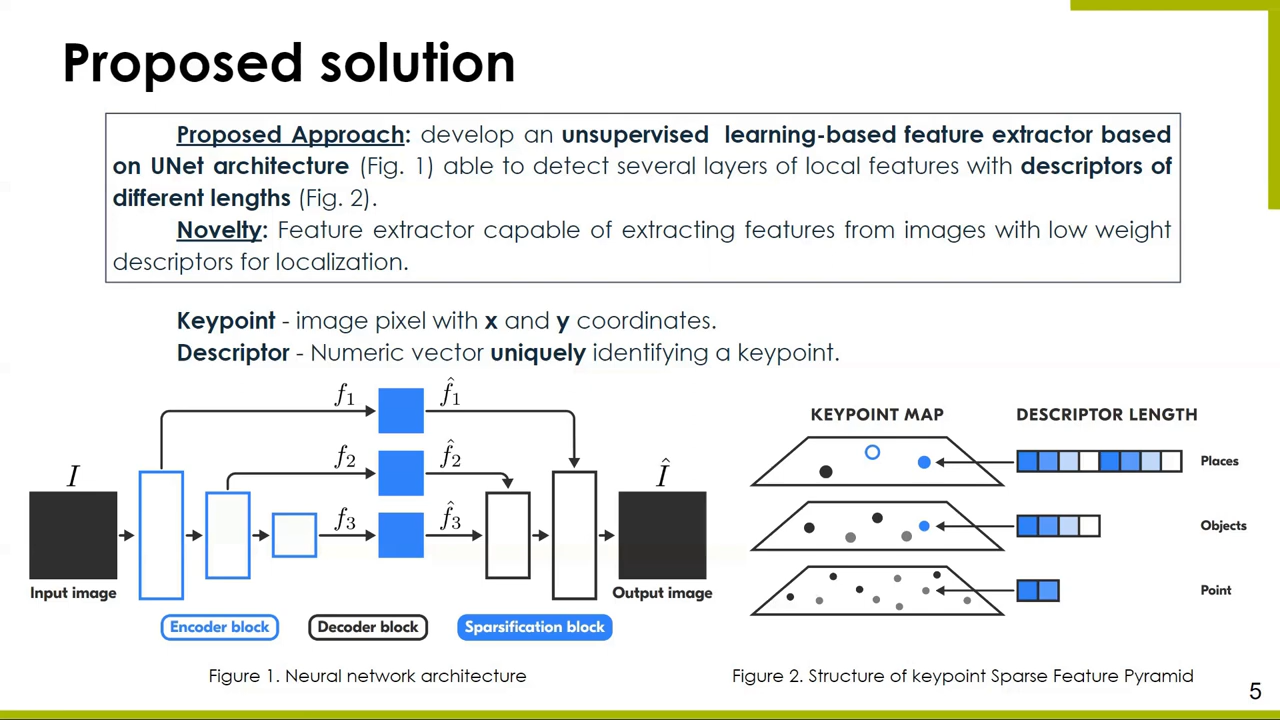 Proposed solution
Proposed Approach: develop an unsupervised learning-based feature extractor based
on UNet architecture (Fig. 1) able to detect several layers of local features with descriptors of
different lengths (Fig. 2).
Novelty: Feature extractor capable of extracting features from images with low weight
descriptors for localization.
Keypoint - image pixel with x and y coordinates.
Descriptor - Numeric vector uniquely identifying a keypoint.
f₁ f̂₁
f₂ f̂₂
f₃ f̂₃
I Î
Input image Output image
Encoder block Decoder block Sparsification block
Figure 1. Neural network architecture
KEYPOINT MAP DESCRIPTOR LENGTH
Places
Objects
Point
Figure 2. Structure of keypoint Sparse Feature Pyramid
5